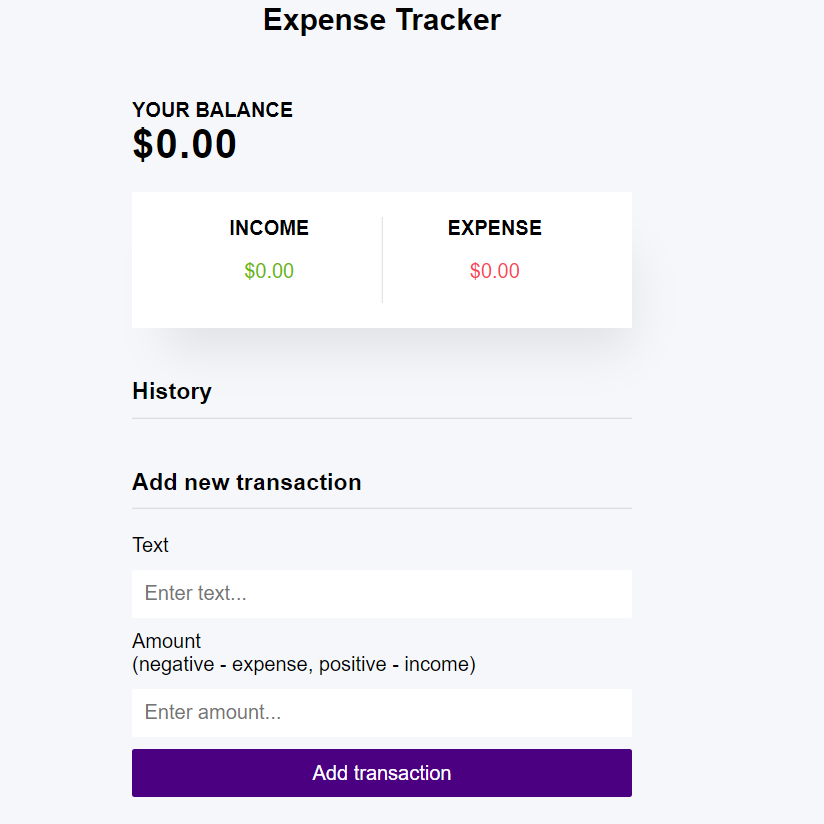 Expense Tracker
YOUR BALANCE
$0.00
INCOME
EXPENSE
$0.00
$0.00
History
Add new transaction
Text
Enter text...
Amount
(negative - expense, positive - income)
Enter amount...
Add transaction